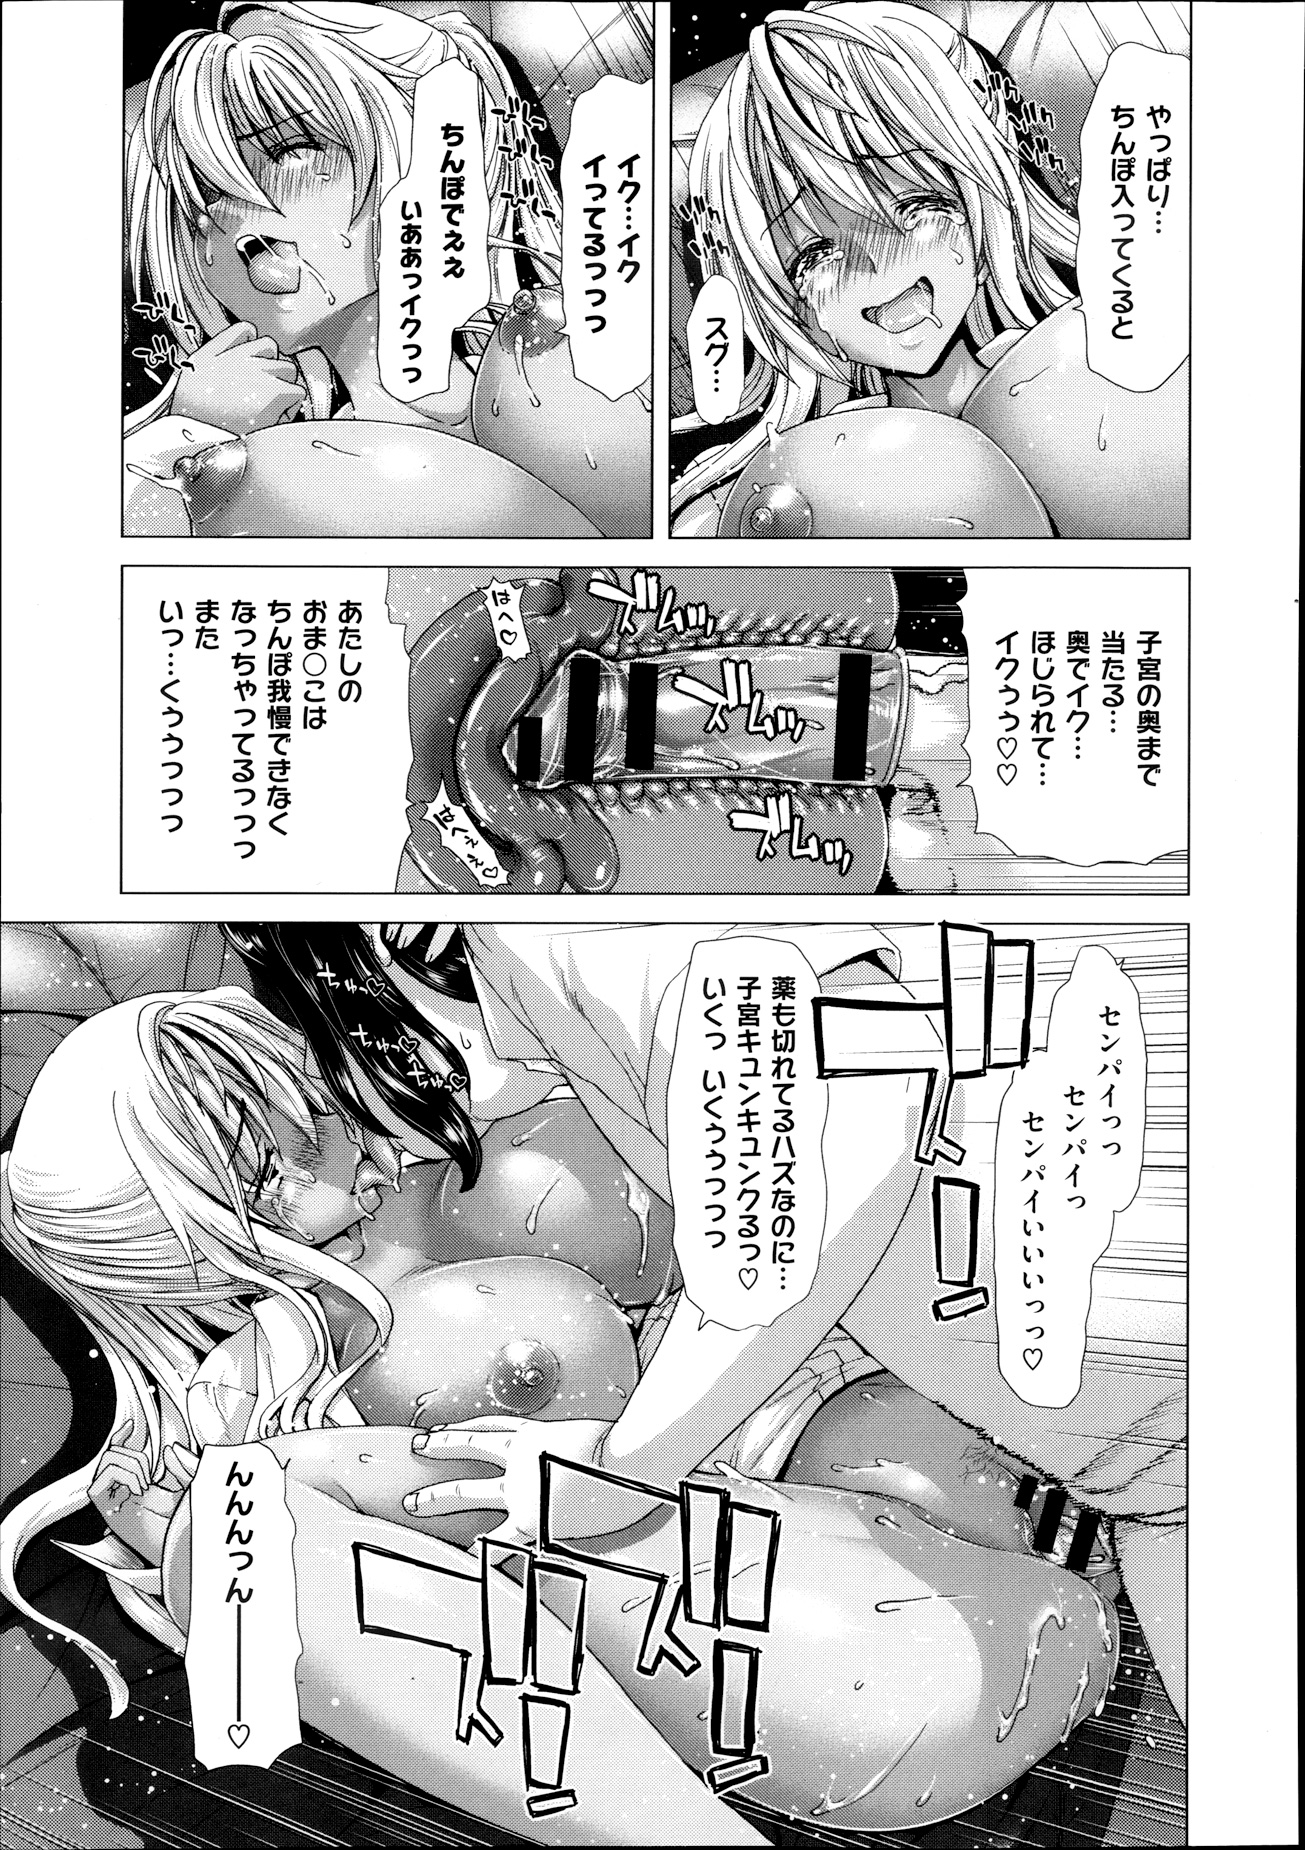 やっぱり…
ちんぽ入ってくると
スグ…
イク…イク
イってるっっっ
ちんぽでぇぇ
いああっイクっっ
子宮の奥まで
当たる…
奥でイク…
ほじられて…
イクぅぅ♡♡
ズムッ
ズムッ
ズムッ
はへ♡
はへぇぇ♡
あたしの
おま○こは
ちんぽ我慢できなく
なっちゃってるっっっ
また
いっ…くぅぅっっっ
センパイっっ
センパイっ
センパイいいいっっ♡
薬も切れてるハズなのに…
子宮キュンキュンクるっ♡
いくっ いくぅぅっっっ
ちゅっ♡
ちゅっ♡
ちゅっ♡
んんんっん――♡